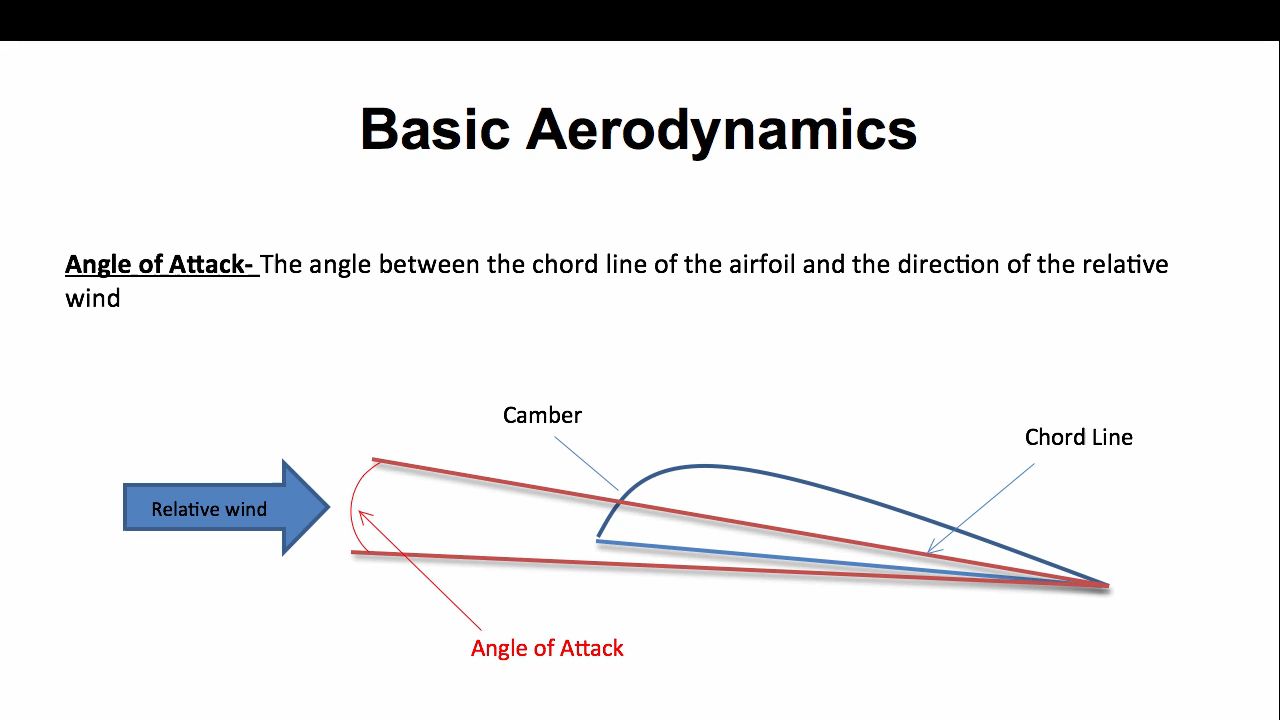 Basic Aerodynamics
Angle of Attack- The angle between the chord line of the airfoil and the direction of the relative
wind
Camber
Chord Line
Relative wind
Angle of Attack